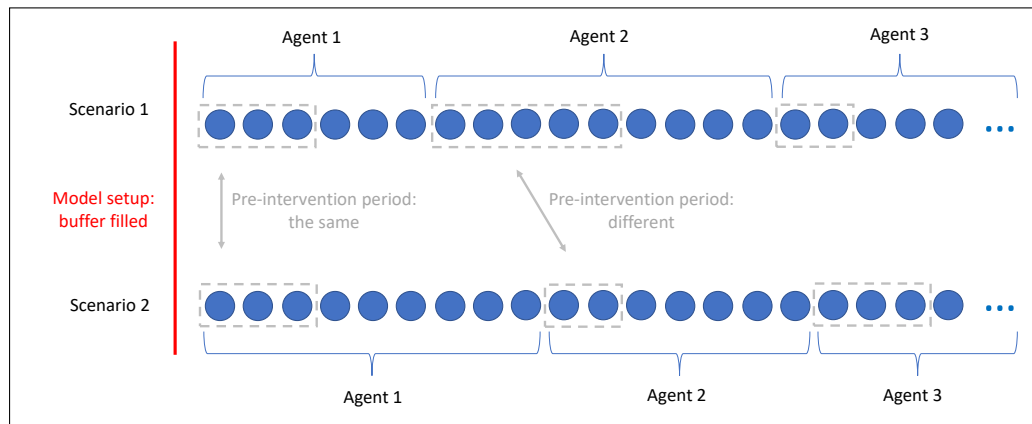 Agent 1
Agent 2
Agent 3
Scenario 1
Model setup:
buffer filled
Pre-intervention period:
the same
Pre-intervention period:
different
Scenario 2
Agent 1
Agent 2
Agent 3